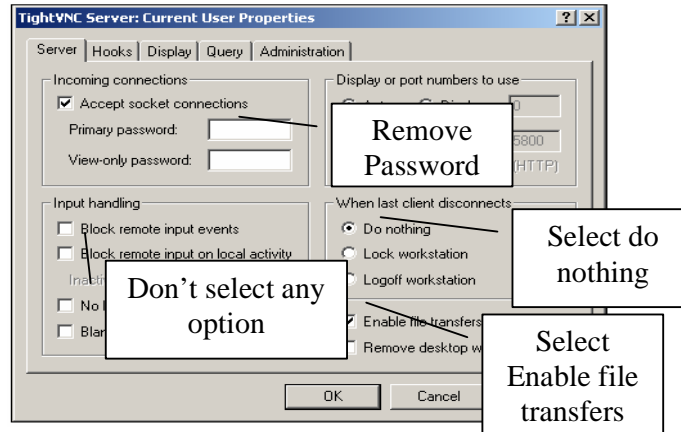 TightVNC Server: Current User Properties
Server Hooks Display Query Administration
Incoming connections
Accept socket connections
Primary password:
View-only password:
Display or port numbers to use
0
5800
(HTTP)
Remove
Password
Input handling
Block remote input events
Block remote input on local activity
No
When last client disconnects
Do nothing
Lock workstation
Logoff workstation
Enable file transfers
Remove desktop
Select do
nothing
Don't select any
option
Select
Enable file
transfers
OK Cancel